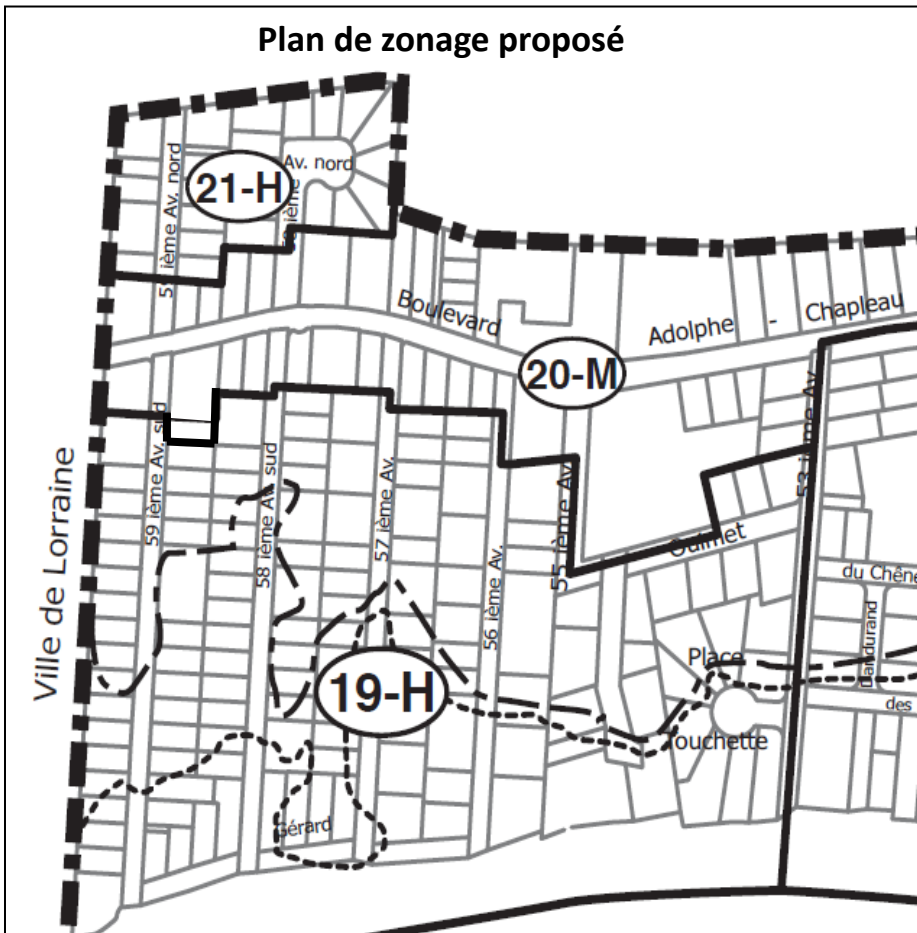 Plan de zonage proposé
Av. nord
21-H
ième Av. nord
Boulevard
Adolphe - Chapleau
20-M
53 ième Av.
59 ième Av. sud
58 ième Av. sud
57 ième Av.
56 ième Av.
55 ième Av.
Ouimet
du Chêne
Dandurand
Ville de Lorraine
19-H
Place
Touchette
des
Gérard